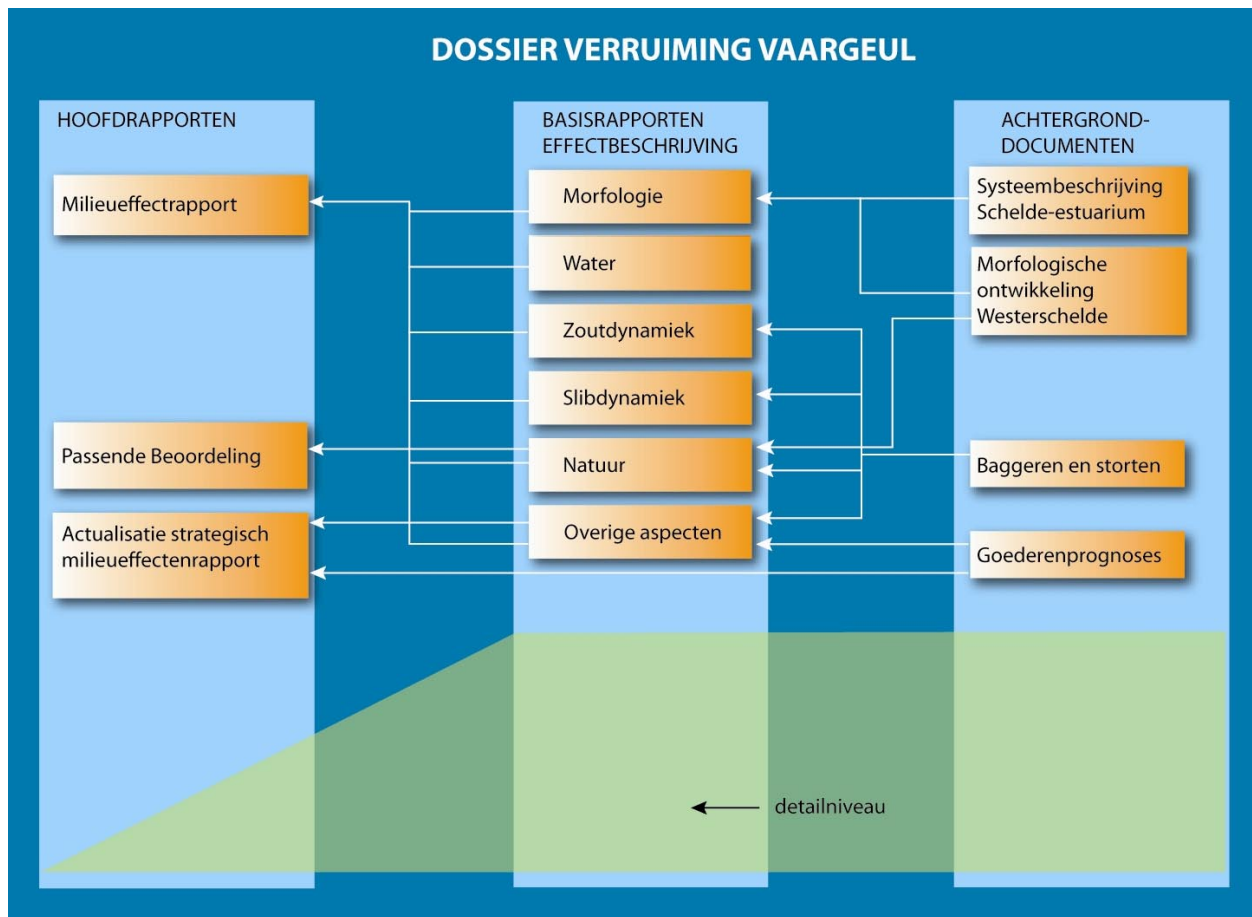 DOSSIER VERRUIMING VAARGEUL
HOOFDRAPPORTEN
Milieueffectrapport
Passende Beoordeling
Actualisatie strategisch
milieueffectenrapport
BASISRAPPORTEN
EFFECTBESCHRIJVING
Morfologie
Water
Zoutdynamiek
Slibdynamiek
Natuur
Overige aspecten
ACHTERGROND-
DOCUMENTEN
Systeembeschrijving
Schelde-estuarium
Morfologische
ontwikkeling
Westerschelde
Baggeren en storten
Goederenprognoses
detailniveau